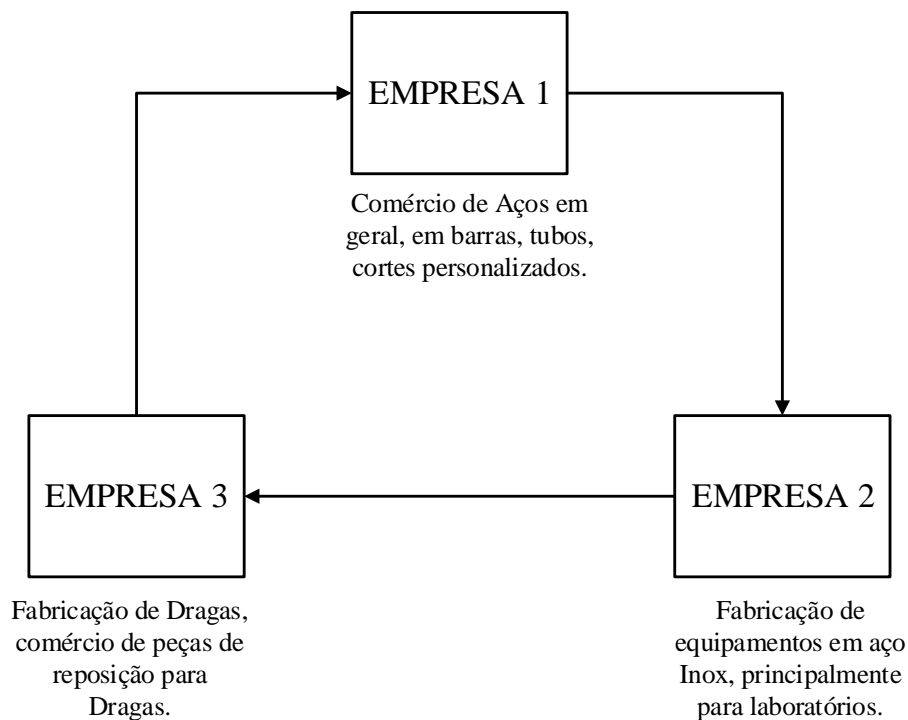 EMPRESA 1
Comércio de Aços em
geral, em barras, tubos,
cortes personalizados.
EMPRESA 3
EMPRESA 2
Fabricação de Dragas,
comércio de peças de
reposição para
Dragas.
Fabricação de
equipamentos em aço
Inox, principalmente
para laboratórios.